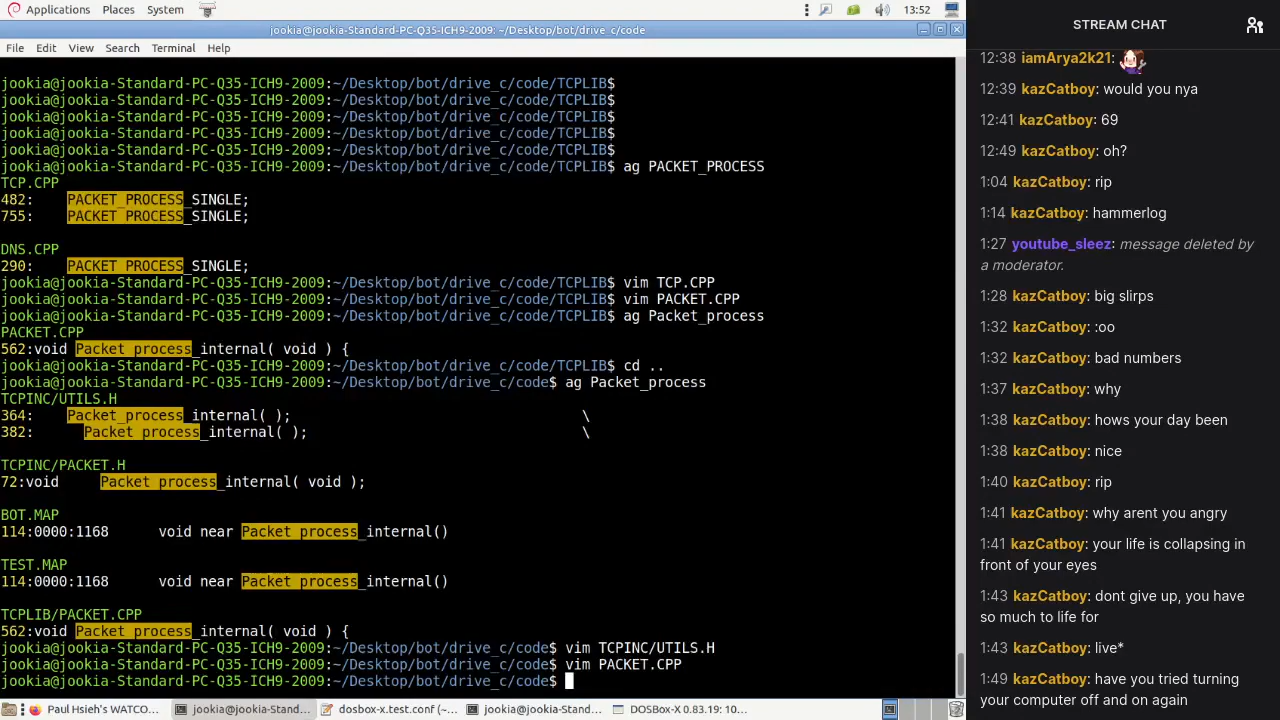 Applications Places System 13:52
jookia@jookia-Standard-PC-Q35-ICH9-2009: ~/Desktop/bot/drive_c/code
File Edit View Search Terminal Help
jookia@jookia-Standard-PC-Q35-ICH9-2009:~/Desktop/bot/drive_c/code/TCPLIB$
jookia@jookia-Standard-PC-Q35-ICH9-2009:~/Desktop/bot/drive_c/code/TCPLIB$
jookia@jookia-Standard-PC-Q35-ICH9-2009:~/Desktop/bot/drive_c/code/TCPLIB$
jookia@jookia-Standard-PC-Q35-ICH9-2009:~/Desktop/bot/drive_c/code/TCPLIB$
jookia@jookia-Standard-PC-Q35-ICH9-2009:~/Desktop/bot/drive_c/code/TCPLIB$
jookia@jookia-Standard-PC-Q35-ICH9-2009:~/Desktop/bot/drive_c/code/TCPLIB$ ag PACKET_PROCESS
TCP.CPP
482: PACKET_PROCESS_SINGLE;
755: PACKET_PROCESS_SINGLE;
DNS.CPP
290: PACKET_PROCESS_SINGLE;
jookia@jookia-Standard-PC-Q35-ICH9-2009:~/Desktop/bot/drive_c/code/TCPLIB$ vim TCP.CPP
jookia@jookia-Standard-PC-Q35-ICH9-2009:~/Desktop/bot/drive_c/code/TCPLIB$ vim PACKET.CPP
jookia@jookia-Standard-PC-Q35-ICH9-2009:~/Desktop/bot/drive_c/code/TCPLIB$ ag Packet_process
PACKET.CPP
562:void Packet_process_internal( void ) {
jookia@jookia-Standard-PC-Q35-ICH9-2009:~/Desktop/bot/drive_c/code/TCPLIB$ cd ..
jookia@jookia-Standard-PC-Q35-ICH9-2009:~/Desktop/bot/drive_c/code$ ag Packet_process
TCPINC/UTILS.H
364: Packet_process_internal( ); \
382: Packet_process_internal( ); \
TCPINC/PACKET.H
72:void Packet_process_internal( void );
BOT.MAP
114:0000:1168 void near Packet_process_internal()
TEST.MAP
114:0000:1168 void near Packet_process_internal()
TCPLIB/PACKET.CPP
562:void Packet_process_internal( void ) {
jookia@jookia-Standard-PC-Q35-ICH9-2009:~/Desktop/bot/drive_c/code$ vim TCPINC/UTILS.H
jookia@jookia-Standard-PC-Q35-ICH9-2009:~/Desktop/bot/drive_c/code$ vim PACKET.CPP
jookia@jookia-Standard-PC-Q35-ICH9-2009:~/Desktop/bot/drive_c/code$
Paul Hsieh's WATCO... jookia@jookia-Stand... dosbox-x.test.conf (~... jookia@jookia-Stand... DOSBox-X 0.83.19: 10...
STREAM CHAT
12:38 iamArya2k21:
12:39 kazCatboy: would you nya
12:41 kazCatboy: 69
12:49 kazCatboy: oh?
1:04 kazCatboy: rip
1:14 kazCatboy: hammerlog
1:27 youtube_sleez: message deleted by
a moderator.
1:28 kazCatboy: big slirps
1:32 kazCatboy: :oo
1:32 kazCatboy: bad numbers
1:37 kazCatboy: why
1:38 kazCatboy: hows your day been
1:38 kazCatboy: nice
1:40 kazCatboy: rip
1:41 kazCatboy: why arent you angry
1:41 kazCatboy: your life is collapsing in
front of your eyes
1:43 kazCatboy: dont give up, you have
so much to life for
1:43 kazCatboy: live*
1:49 kazCatboy: have you tried turning
your computer off and on again